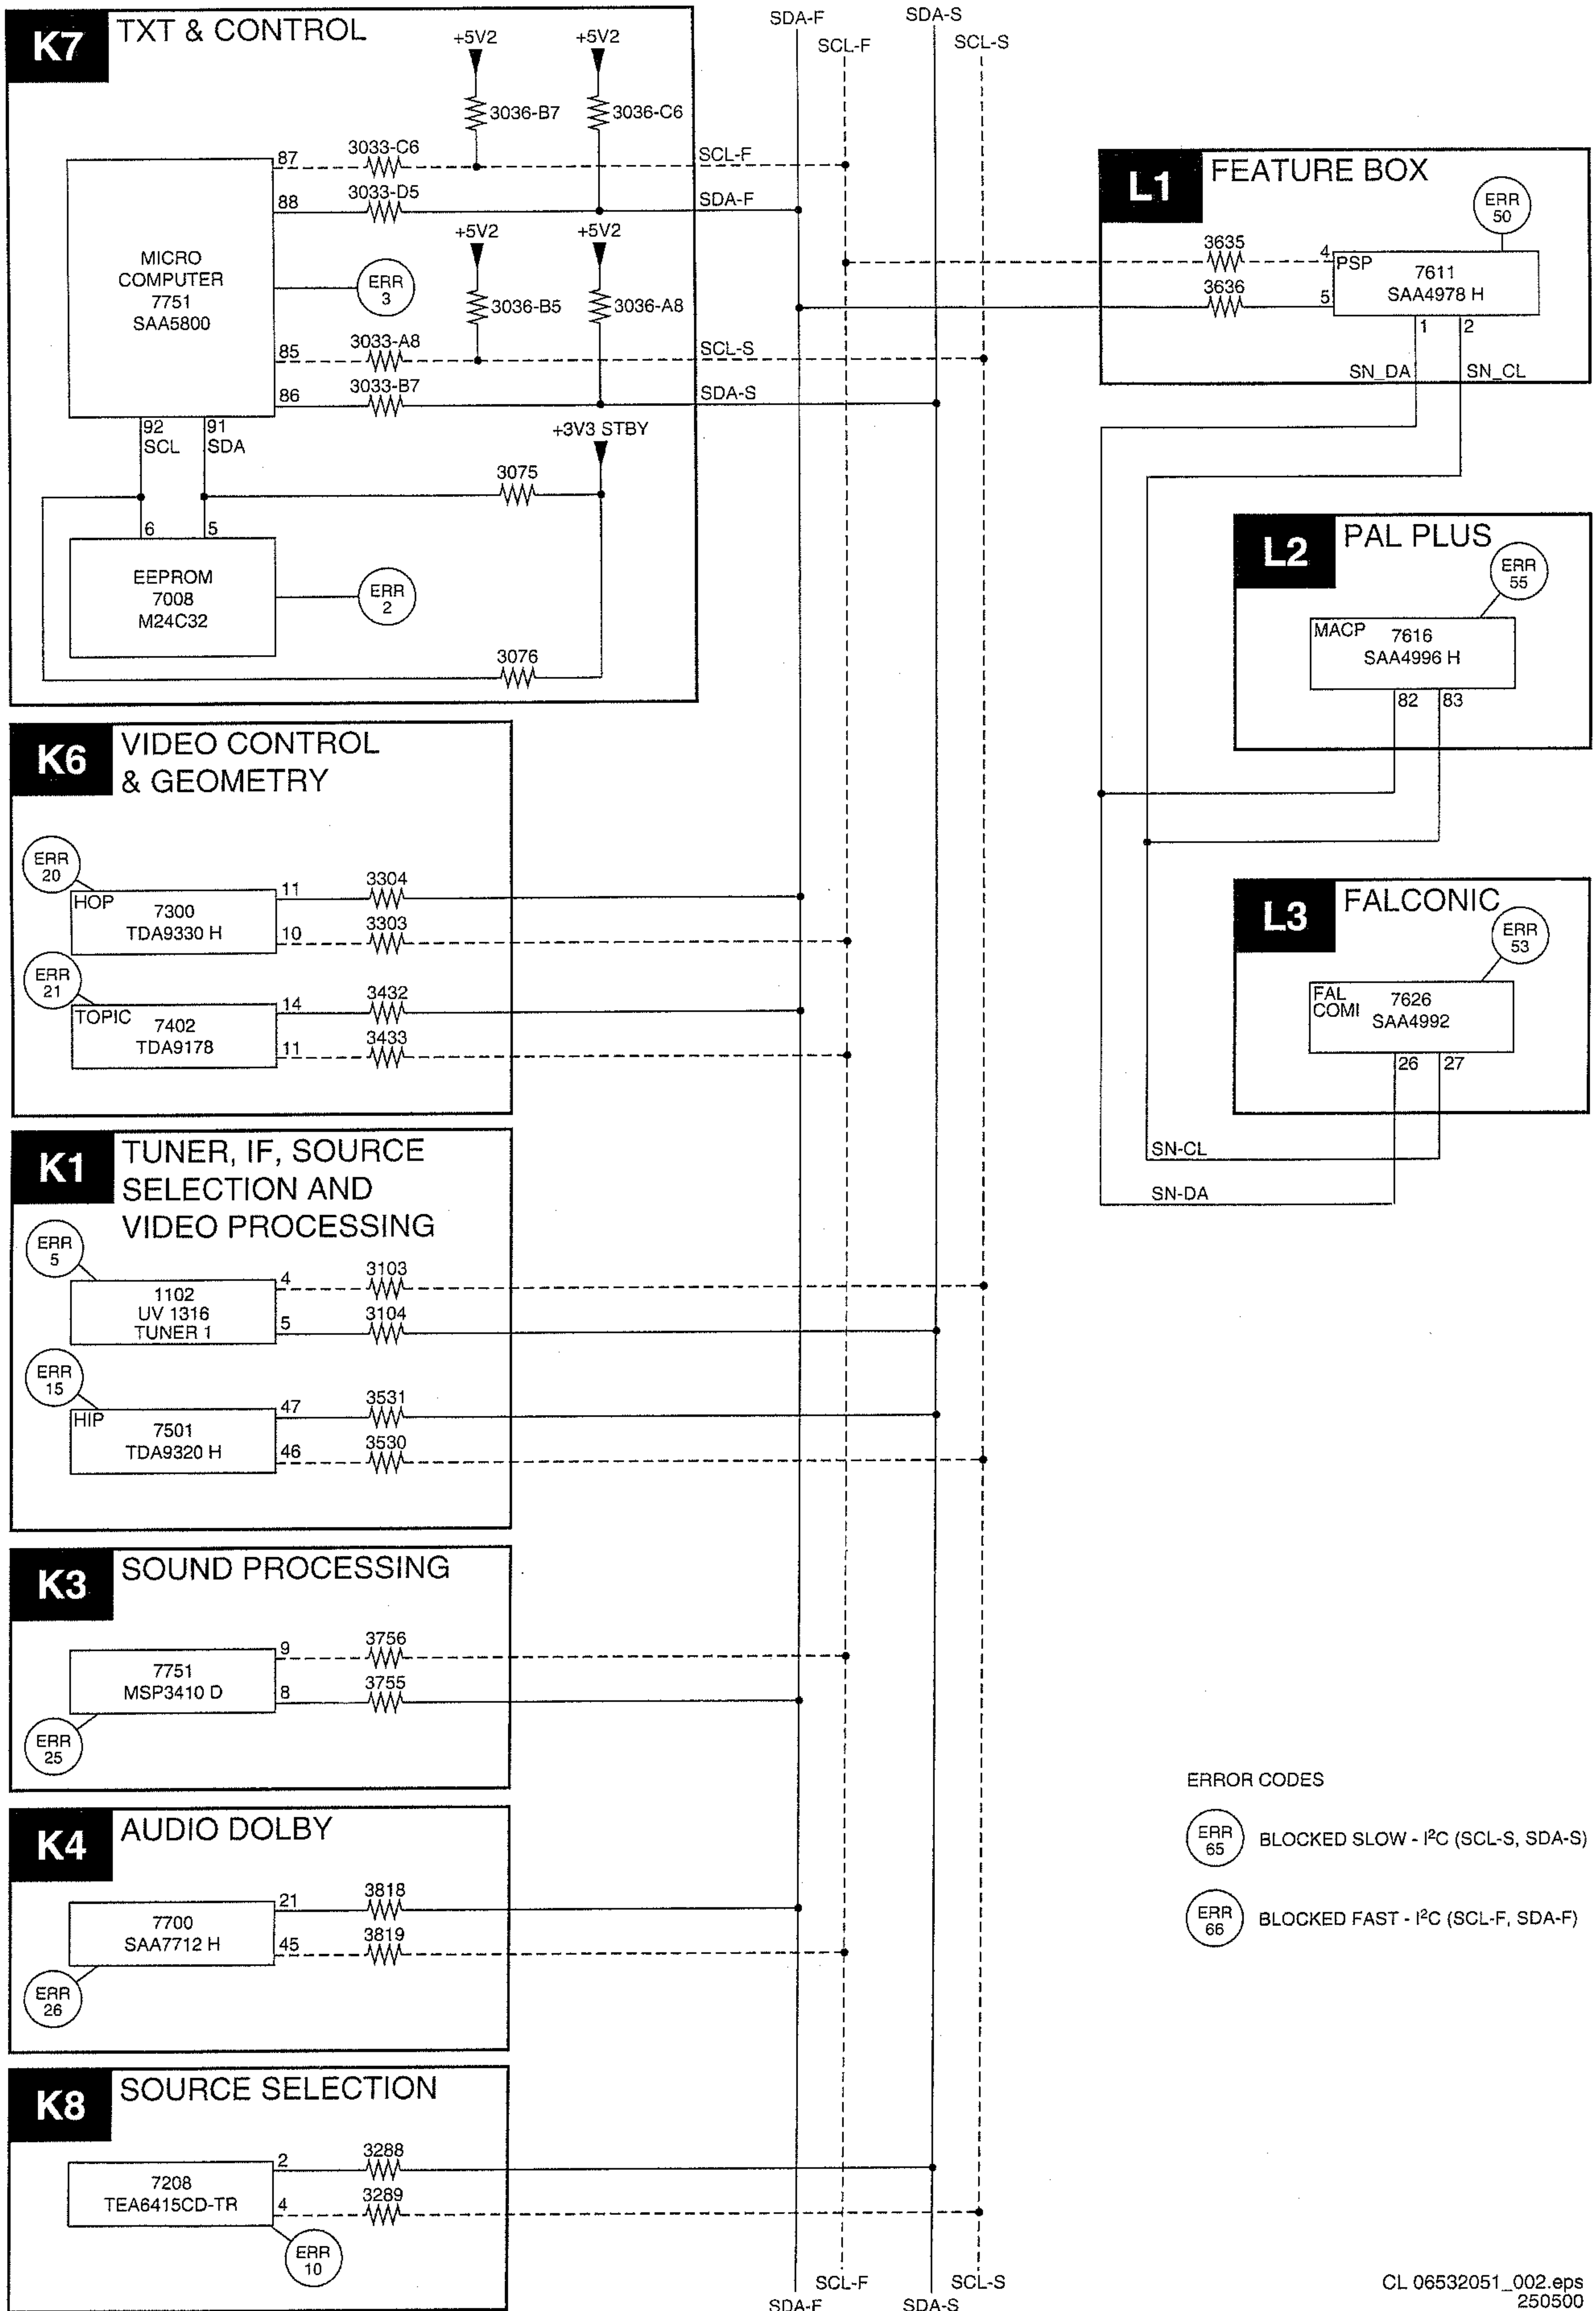 SDA-F
SDA-S
SCL-F
SCL-S
K7
TXT & CONTROL
+5V2
+5V2
3036-B7
3036-C6
87
3033-C6
SCL-F
88
3033-D5
SDA-F
+5V2
+5V2
MICRO
COMPUTER
7751
SAA5800
ERR
3
3036-B5
3036-A8
85
3033-A8
SCL-S
86
3033-B7
SDA-S
92
SCL
91
SDA
+3V3 STBY
3075
6
5
EEPROM
7008
M24C32
ERR
2
3076
L1
FEATURE BOX
ERR
50
3635
4
PSP
7611
SAA4978 H
3636
5
1
2
SN_DA
SN_CL
L2
PAL PLUS
ERR
55
MACP
7616
SAA4996 H
82
83
L3
FALCONIC
ERR
53
FAL
COMI
7626
SAA4992
26
27
SN-CL
SN-DA
K6
VIDEO CONTROL
& GEOMETRY
ERR
20
HOP
7300
TDA9330 H
11
3304
10
3303
ERR
21
TOPIC
7402
TDA9178
14
3432
11
3433
K1
TUNER, IF, SOURCE
SELECTION AND
VIDEO PROCESSING
ERR
5
1102
UV 1316
TUNER 1
4
3103
5
3104
ERR
15
HIP
7501
TDA9320 H
47
3531
46
3530
K3
SOUND PROCESSING
7751
MSP3410 D
9
3756
8
3755
ERR
25
K4
AUDIO DOLBY
7700
SAA7712 H
21
3818
45
3819
ERR
26
K8
SOURCE SELECTION
7208
TEA6415CD-TR
2
3288
4
3289
ERR
10
ERROR CODES
ERR
65
BLOCKED SLOW - I²C (SCL-S, SDA-S)
ERR
66
BLOCKED FAST - I²C (SCL-F, SDA-F)
SCL-F
SCL-S
SDA-F
SDA-S
CL 06532051_002.eps
250500